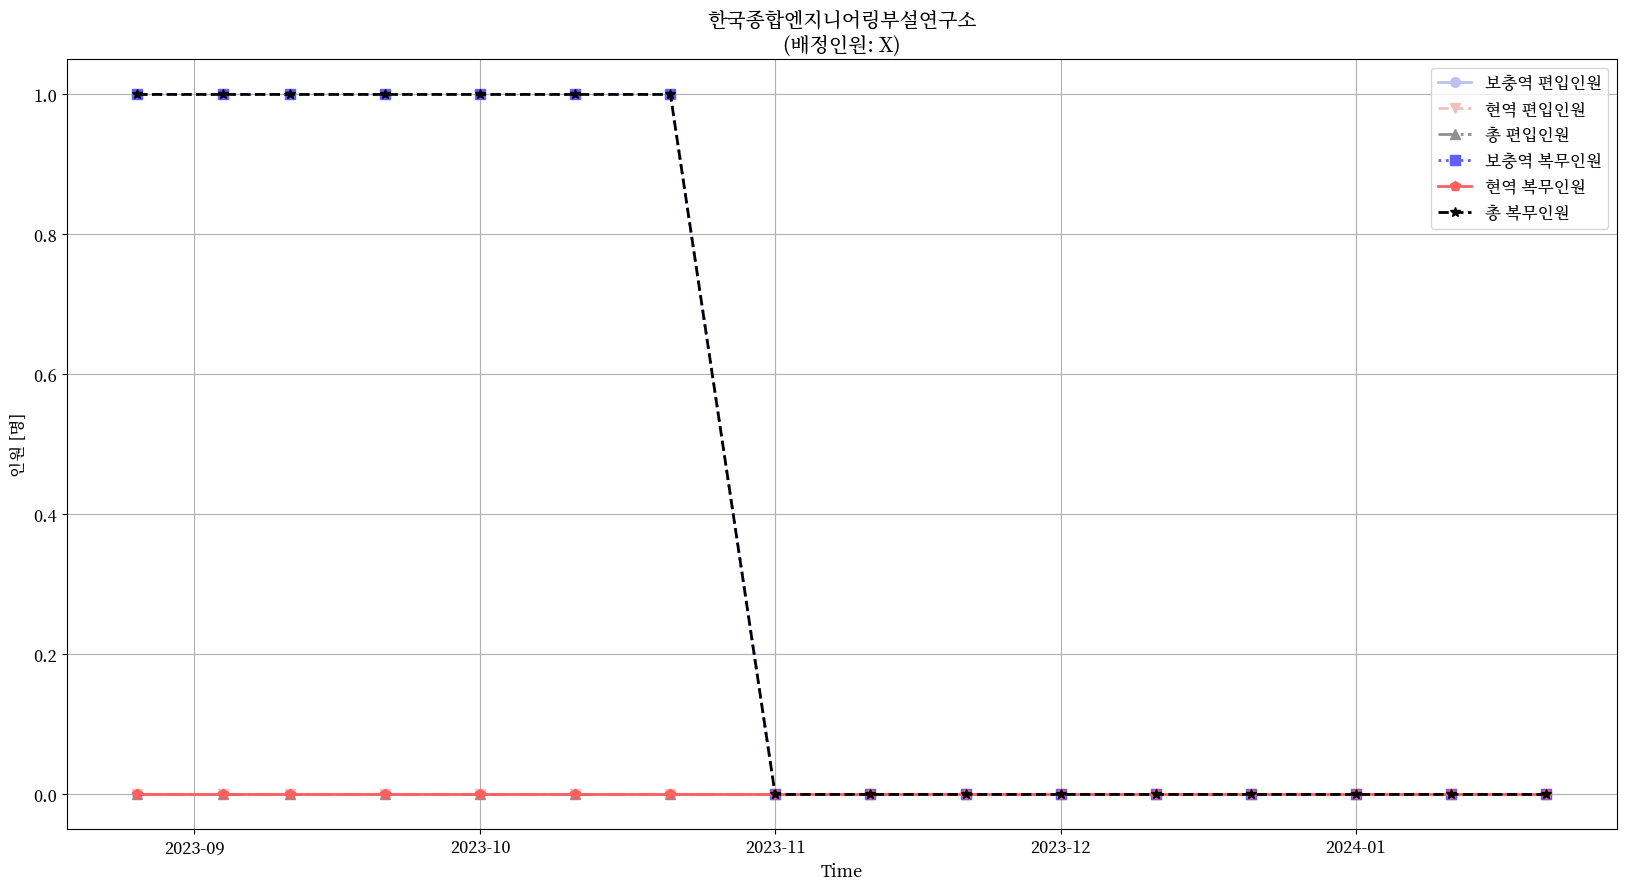 한국종합엔지니어링부설연구소
(배정인원: X)
보충역 편입인원
현역 편입인원
총 편입인원
보충역 복무인원
현역 복무인원
총 복무인원
인원 [명]
1.0
0.8
0.6
0.4
0.2
0.0
2023-09
2023-10
2023-11
2023-12
2024-01
Time